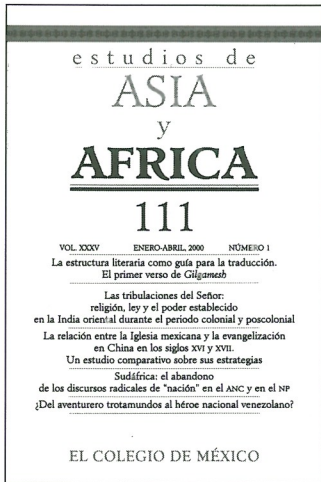 estudios de
ASIA
y
AFRICA
111
VOL. XXXV ENERO-ABRIL, 2000 NÚMERO 1
La estructura literaria como guía para la traducción.
El primer verso de Gilgamesh
Las tribulaciones del Señor:
religión, ley y el poder establecido
en la India oriental durante el periodo colonial y poscolonial
La relación entre la Iglesia mexicana y la evangelización
en China en los siglos XVI y XVII.
Un estudio comparativo sobre sus estrategias
Sudáfrica: el abandono
de los discursos radicales de "nación" en el ANC y en el NP
¿Del aventurero trotamundos al héroe nacional venezolano?
EL COLEGIO DE MÉXICO